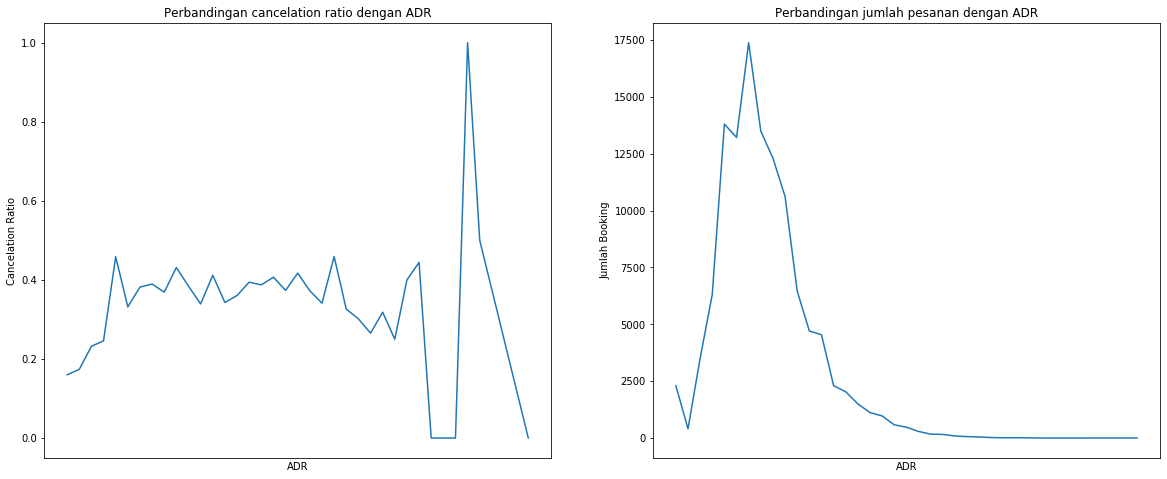 Perbandingan cancelation ratio dengan ADR
1.0
0.8
0.6
0.4
0.2
0.0
Cancelation Ratio
ADR
Perbandingan jumlah pesanan dengan ADR
17500
15000
12500
10000
7500
5000
2500
0
Jumlah Booking
ADR